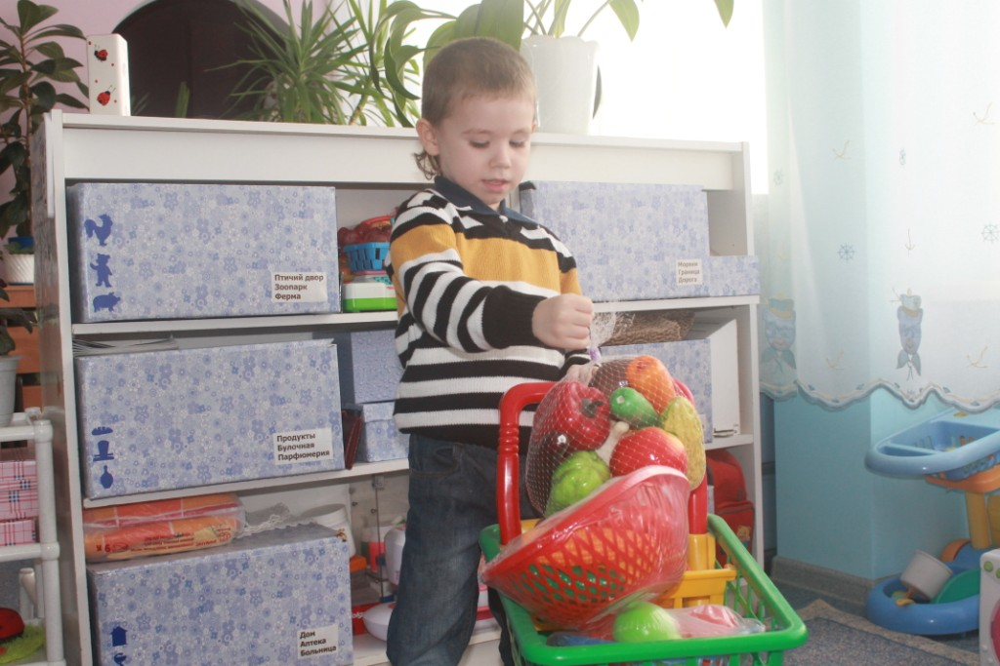 Птичий двор
Зоопарк
Ферма
Моряки
Граница
Дорога
Продукты
Булочная
Парфюмерия
Дом
Аптека
Больница